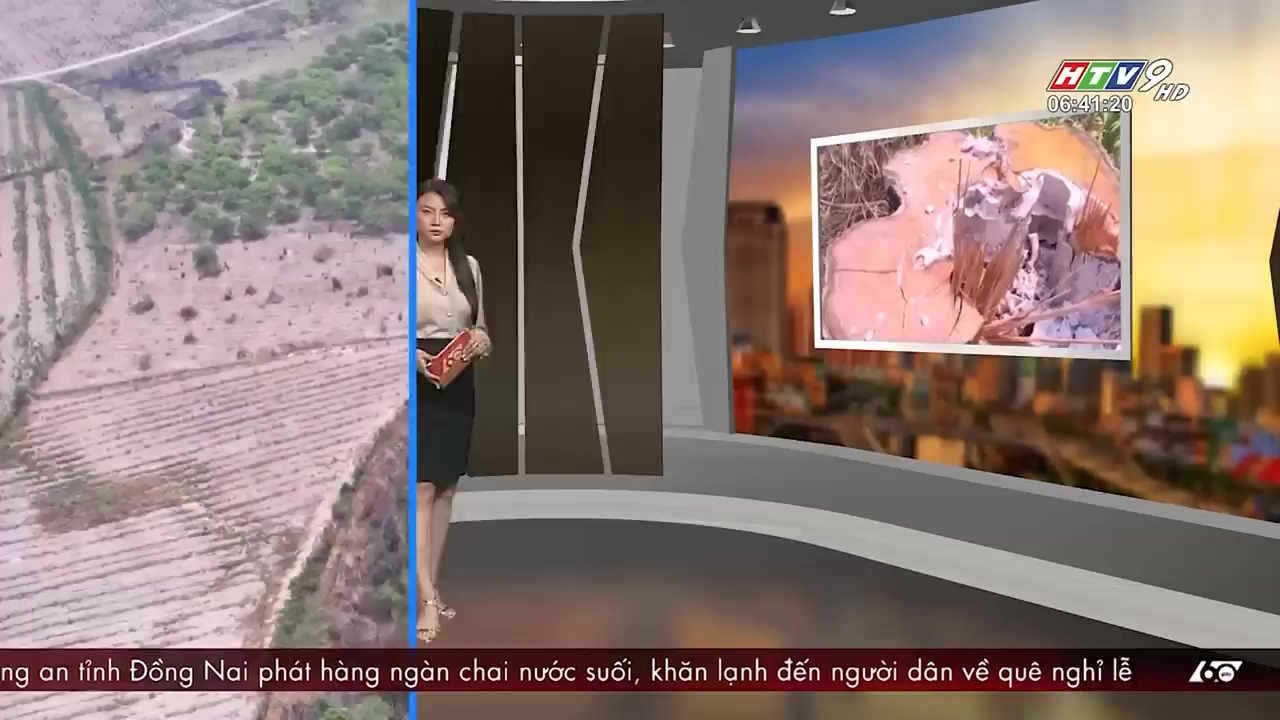 HTV9 HD
06:41:20
ng an tỉnh Đồng Nai phát hàng ngàn chai nước suối, khăn lạnh đến người dân về quê nghỉ lễ
60